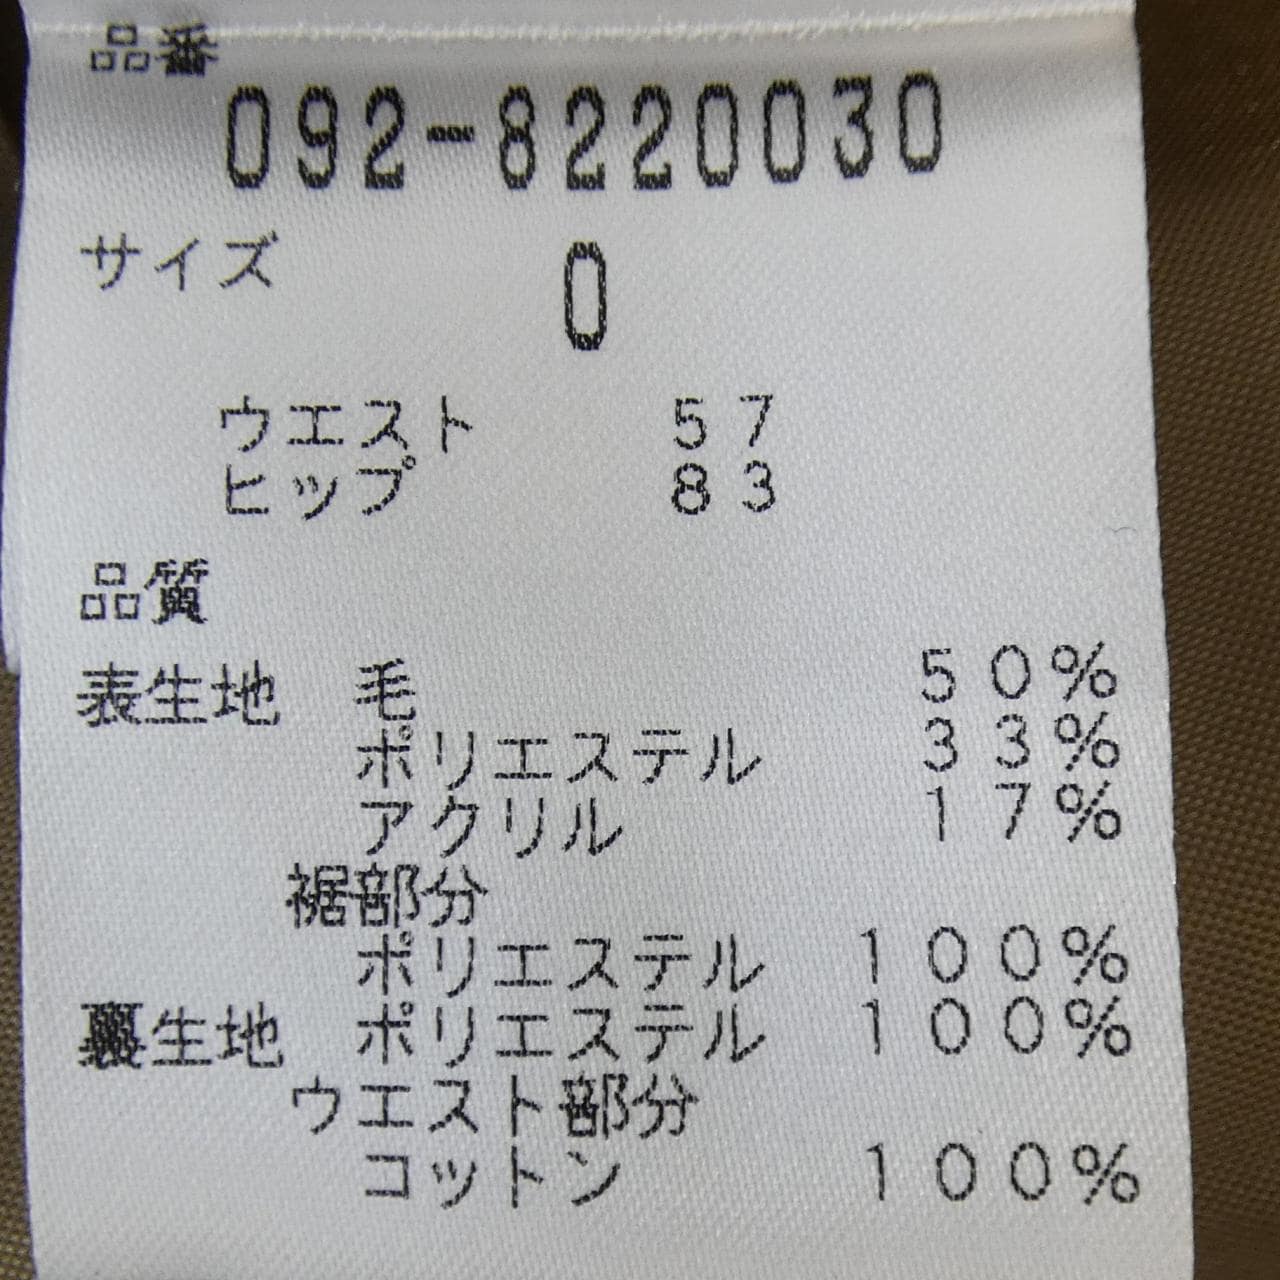 品番
092-8220030
サイズ 0
ウエスト 57
ヒップ 83
品質
表生地 毛 50%
ポリエステル 33%
アクリル 17%
裾部分
ポリエステル 100%
裏生地 ポリエステル 100%
ウエスト部分
コットン 100%